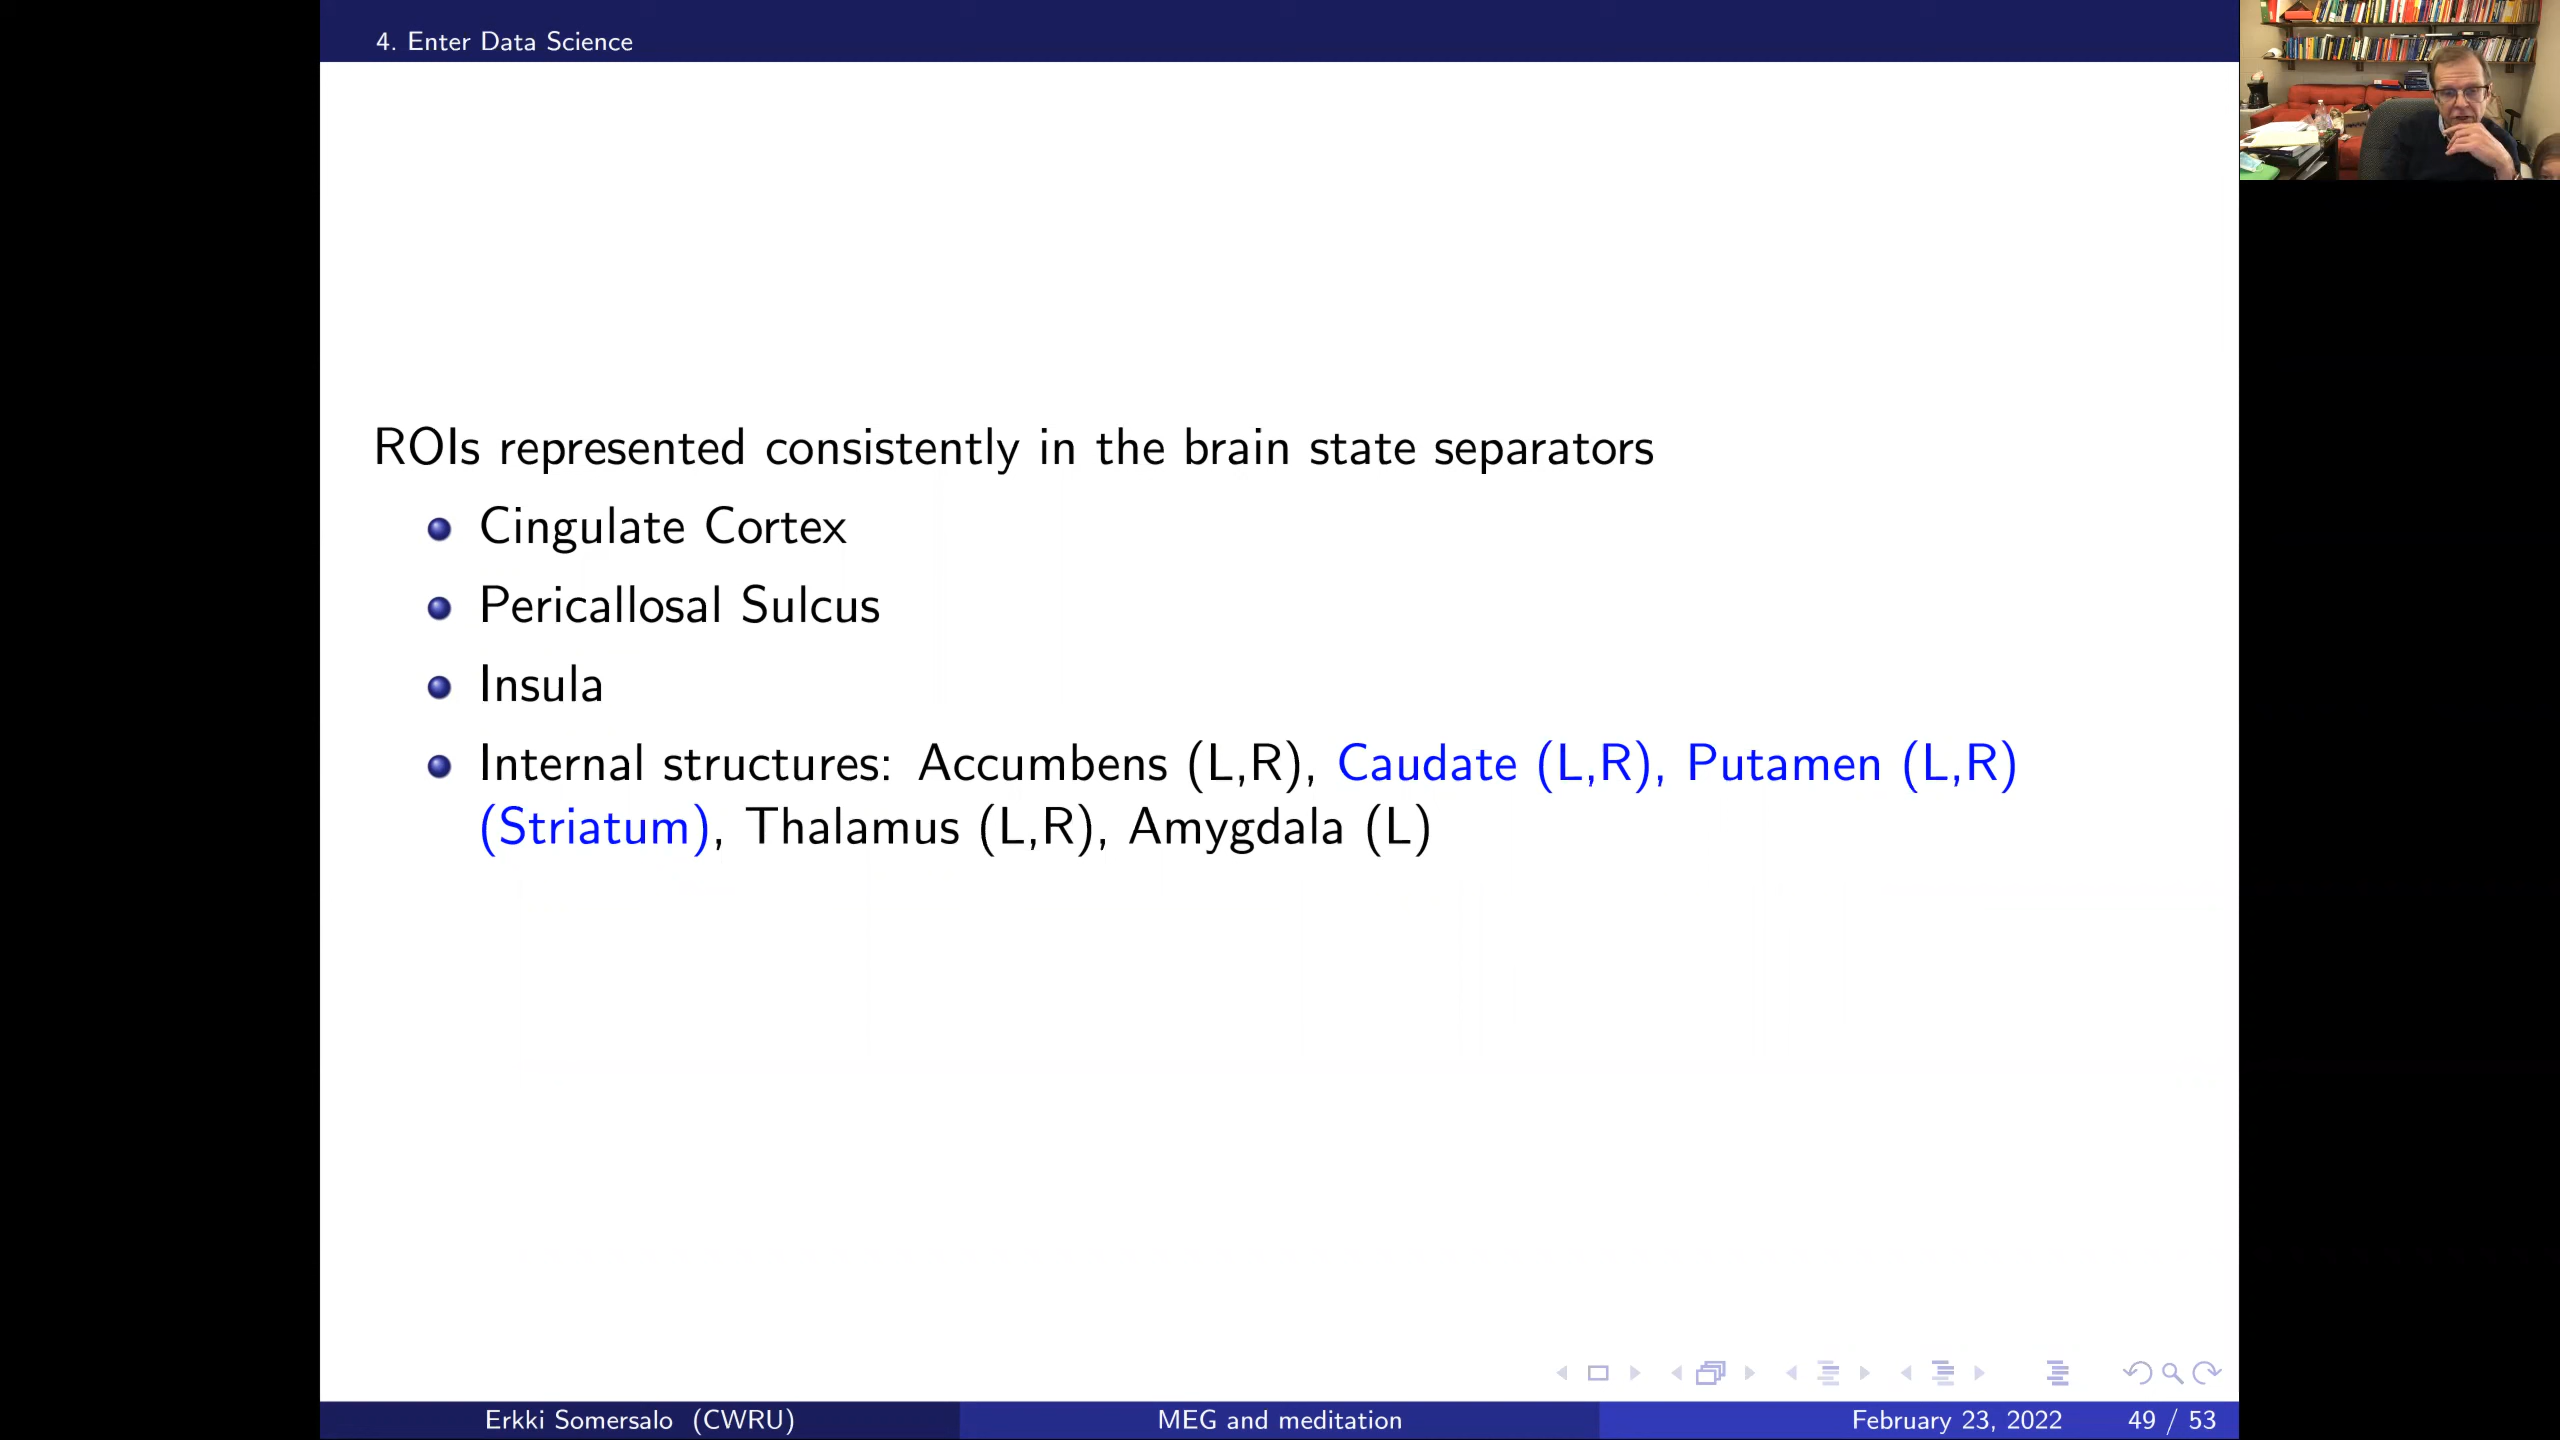 4. Enter Data Science
ROIs represented consistently in the brain state separators
Cingulate Cortex
Pericallosal Sulcus
Insula
Internal structures: Accumbens (L,R), Caudate (L,R), Putamen (L,R)
(Striatum), Thalamus (L,R), Amygdala (L)
Erkki Somersalo (CWRU) MEG and meditation February 23, 2022 49 / 53